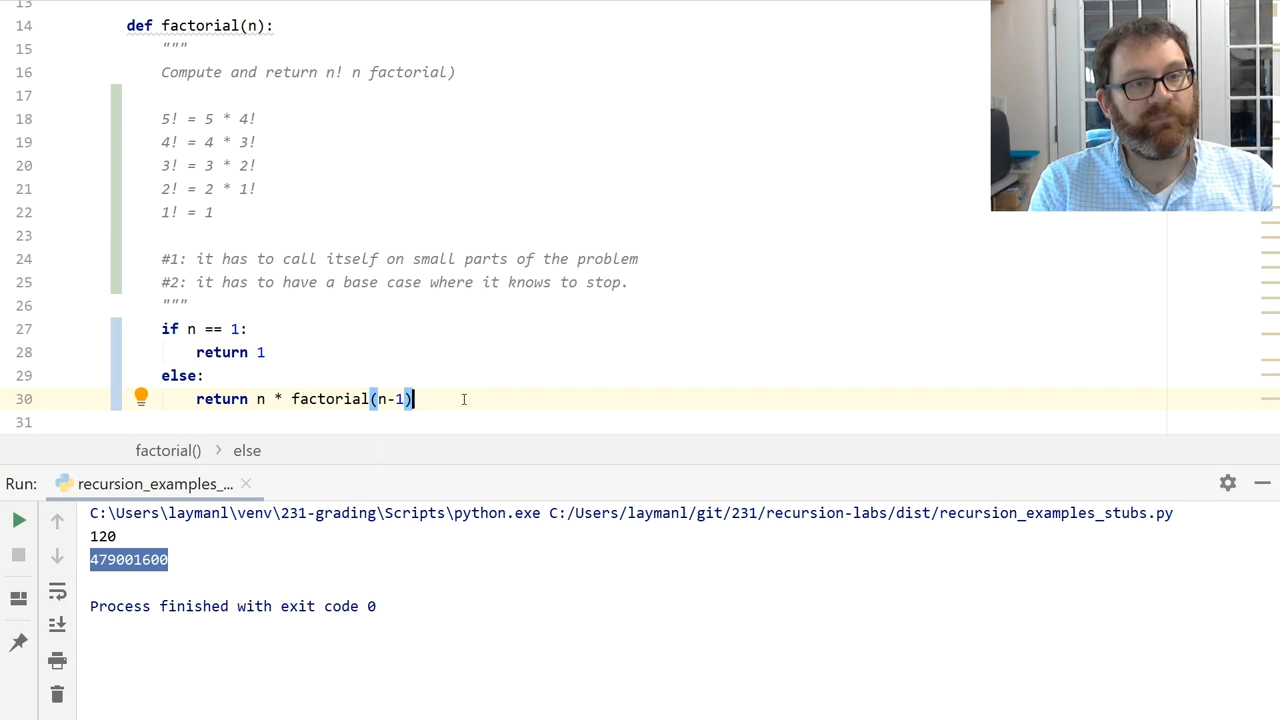 13
14 def factorial(n):
15 """
16 Compute and return n! n factorial)
17
18 5! = 5 * 4!
19 4! = 4 * 3!
20 3! = 3 * 2!
21 2! = 2 * 1!
22 1! = 1
23
24 #1: it has to call itself on small parts of the problem
25 #2: it has to have a base case where it knows to stop.
26 """
27 if n == 1:
28 return 1
29 else:
30 return n * factorial(n-1)
31
factorial() > else
Run: recursion_examples_...
C:\Users\laymanl\venv\231-grading\Scripts\python.exe C:/Users/laymanl/git/231/recursion-labs/dist/recursion_examples_stubs.py
120
479001600
Process finished with exit code 0